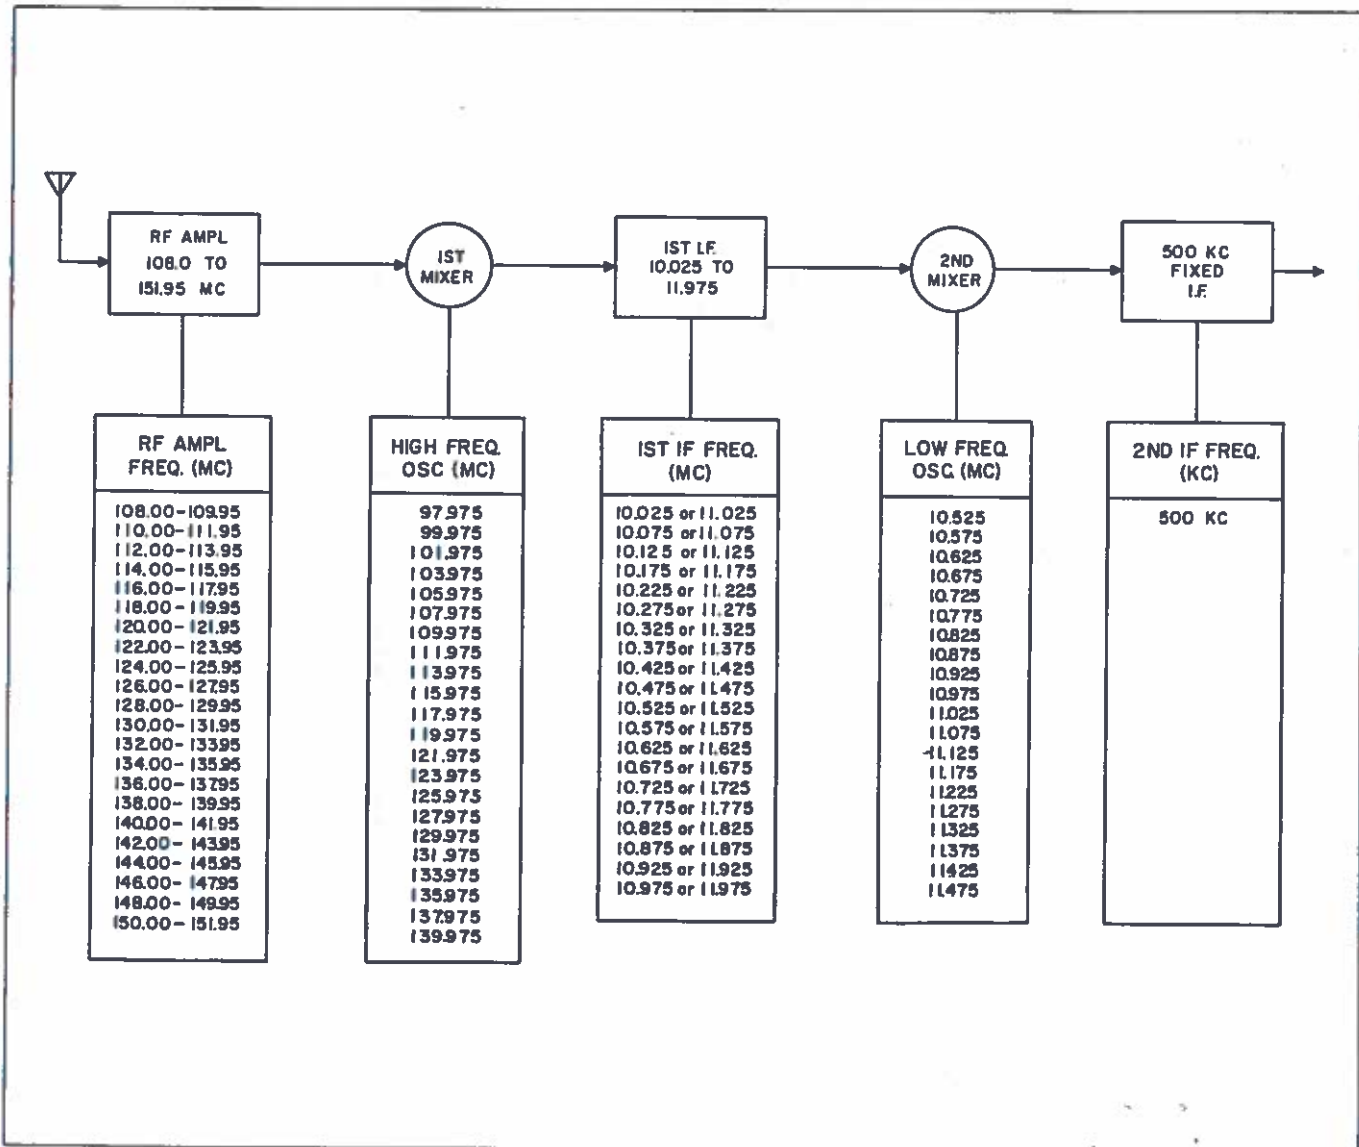 RF AMPL
108.0 TO
151.95 MC
1ST
MIXER
1ST I.F.
10.025 TO
11.975
2ND
MIXER
500 KC
FIXED
I.F.
RF AMPL
FREQ. (MC)
108.00-109.95
110.00-111.95
112.00-113.95
114.00-115.95
116.00-117.95
118.00-119.95
120.00-121.95
122.00-123.95
124.00-125.95
126.00-127.95
128.00-129.95
130.00-131.95
132.00-133.95
134.00-135.95
136.00-137.95
138.00-139.95
140.00-141.95
142.00-143.95
144.00-145.95
146.00-147.95
148.00-149.95
150.00-151.95
HIGH FREQ.
OSC (MC)
97.975
99.975
101.975
103.975
105.975
107.975
109.975
111.975
113.975
115.975
117.975
119.975
121.975
123.975
125.975
127.975
129.975
131.975
133.975
135.975
137.975
139.975
1ST IF FREQ.
(MC)
10.025 or 11.025
10.075 or 11.075
10.125 or 11.125
10.175 or 11.175
10.225 or 11.225
10.275 or 11.275
10.325 or 11.325
10.375 or 11.375
10.425 or 11.425
10.475 or 11.475
10.525 or 11.525
10.575 or 11.575
10.625 or 11.625
10.675 or 11.675
10.725 or 11.725
10.775 or 11.775
10.825 or 11.825
10.875 or 11.875
10.925 or 11.925
10.975 or 11.975
LOW FREQ.
OSC. (MC)
10.525
10.575
10.625
10.675
10.725
10.775
10.825
10.875
10.925
10.975
11.025
11.075
11.125
11.175
11.225
11.275
11.325
11.375
11.425
11.475
2ND IF FREQ.
(KC)
500 KC